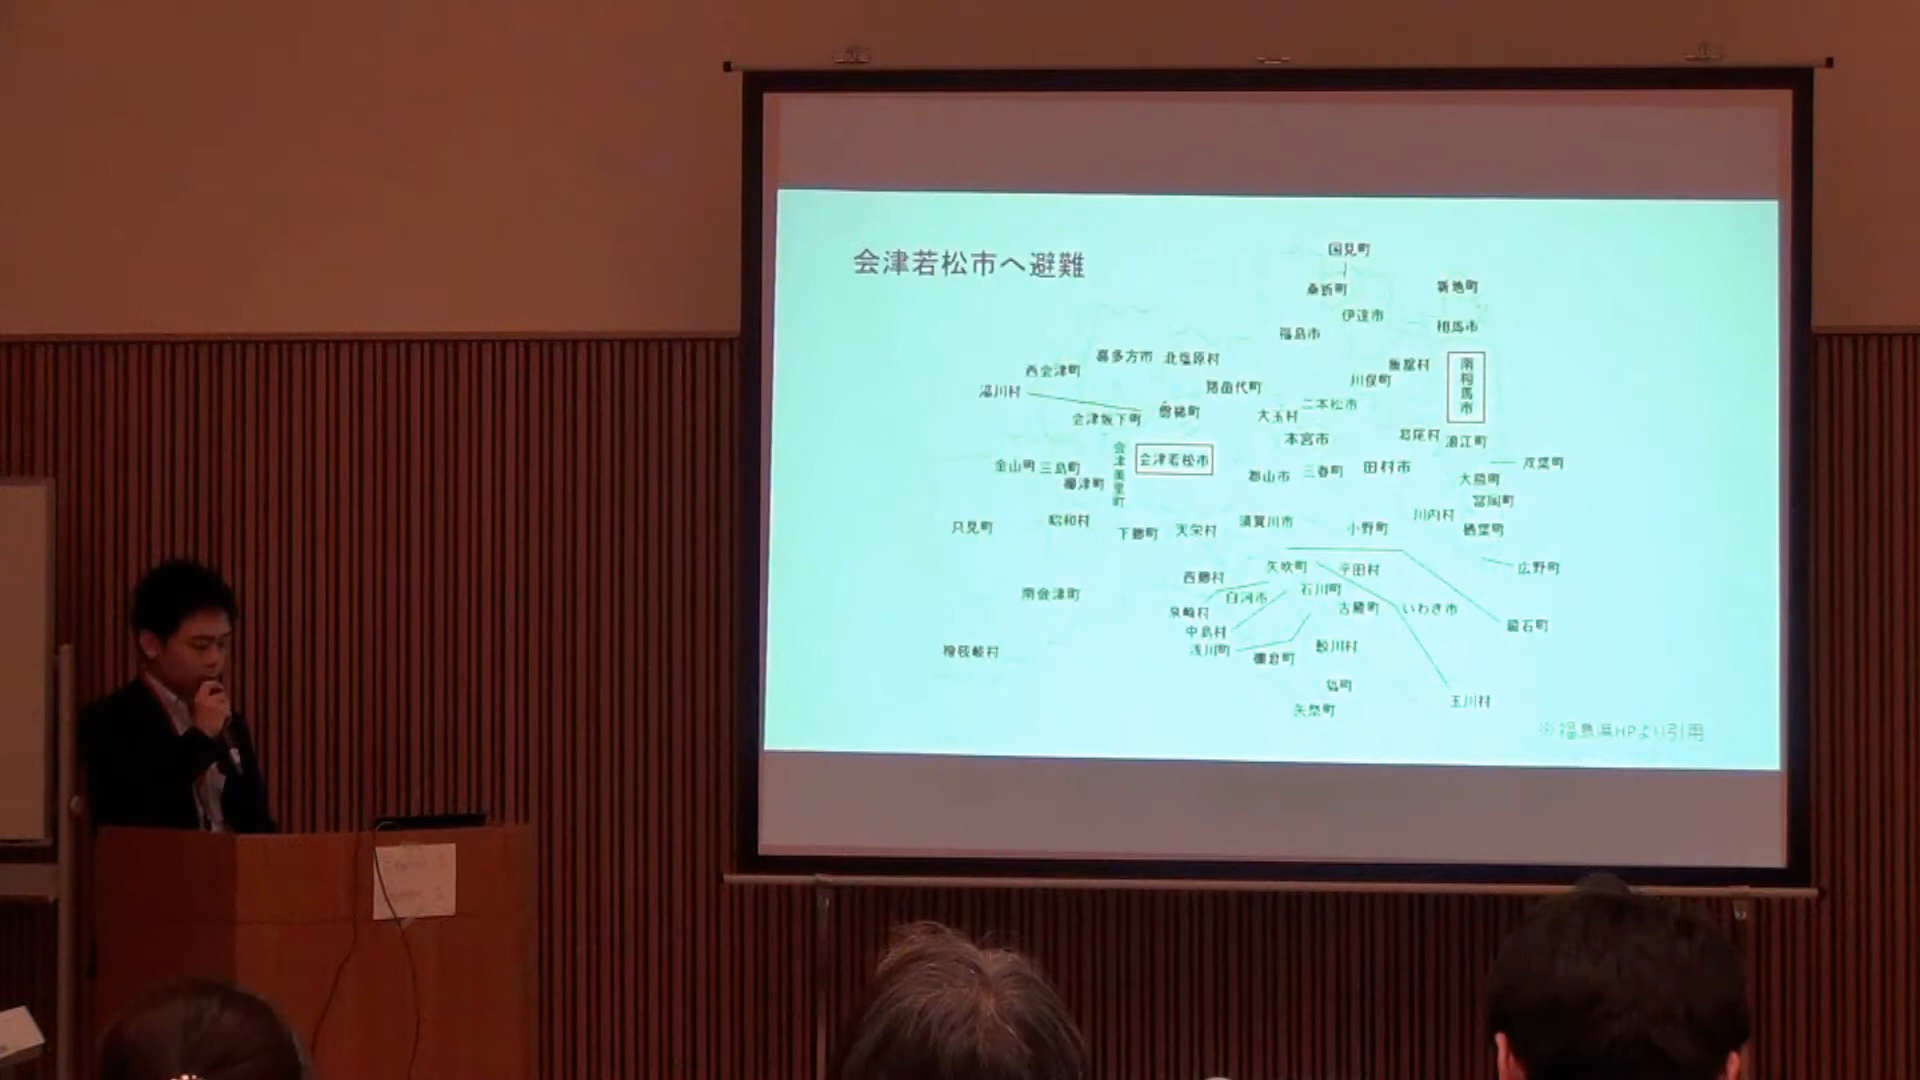 会津若松市へ避難
国見町
桑折町
新地町
伊達市
相馬市
福島市
喜多方市
北塩原村
飯舘村
南相馬市
西会津町
川俣町
猪苗代町
湯川村
二本松市
磐梯町
大玉村
会津坂下町
本宮市
葛尾村
浪江町
会津美里町
会津若松市
双葉町
金山町
三島町
郡山市
三春町
田村市
大熊町
柳津町
富岡町
川内村
昭和村
須賀川市
只見町
下郷町
天栄村
小野町
楢葉町
矢吹町
平田村
広野町
西郷村
石川町
南会津町
白河市
泉崎村
古殿町
いわき市
中島村
鏡石町
浅川町
鮫川村
檜枝岐村
棚倉町
塙町
玉川村
矢祭町
※福島県HPより引用